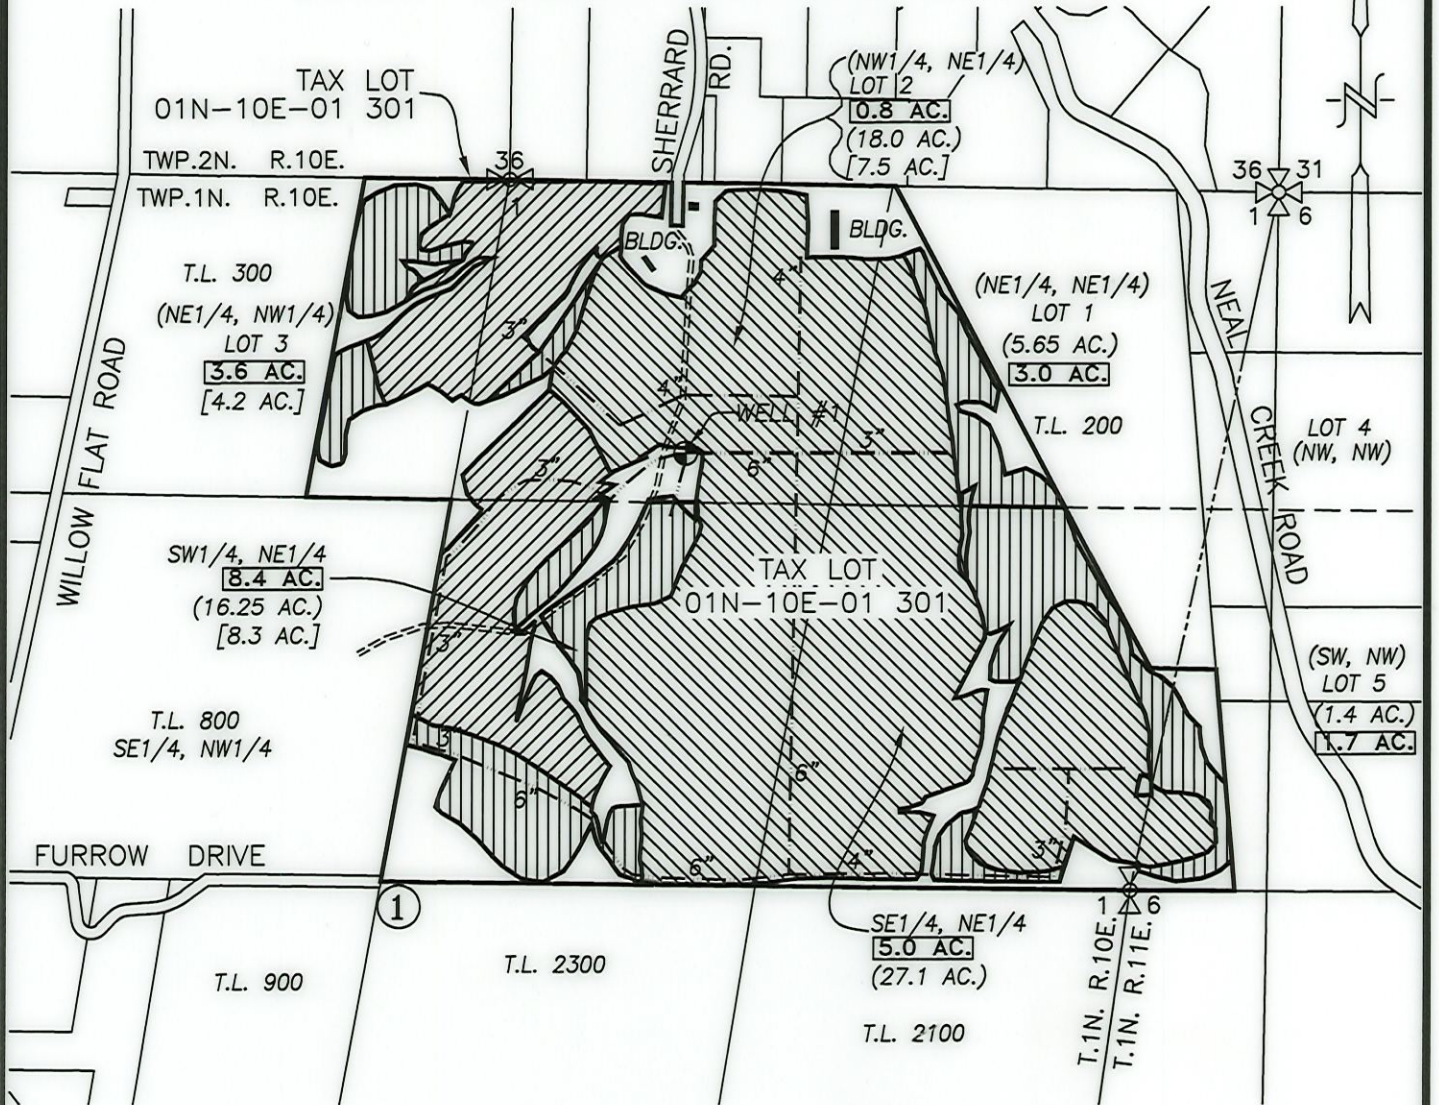 SHERRARD
RD.
(NW1/4, NE1/4)
LOT 2
0.8 AC.
(18.0 AC.)
[7.5 AC.]
TAX LOT
01N-10E-01 301
TWP.2N. R.10E.
36
TWP.1N. R.10E.
1
N
36 31
1 6
BLDG.
BLDG.
T.L. 300
(NE1/4, NW1/4)
LOT 3
3.6 AC.
[4.2 AC.]
WILLOW FLAT ROAD
(NE1/4, NE1/4)
LOT 1
(5.65 AC.)
3.0 AC.
T.L. 200
NEAL
CREEK
ROAD
LOT 4
(NW, NW)
4"
3"
4"
WELL #1
3"
6"
3"
SW1/4, NE1/4
8.4 AC.
(16.25 AC.)
[8.3 AC.]
TAX LOT
01N-10E-01 301
3"
(SW, NW)
LOT 5
(1.4 AC.)
1.7 AC.
T.L. 800
SE1/4, NW1/4
3"
6"
6"
FURROW DRIVE
6"
4"
3"
1
1 6
SE1/4, NE1/4
5.0 AC.
(27.1 AC.)
T.L. 900
T.L. 2300
T.L. 2100
T.1N. R.10E.
T.1N. R.11E.